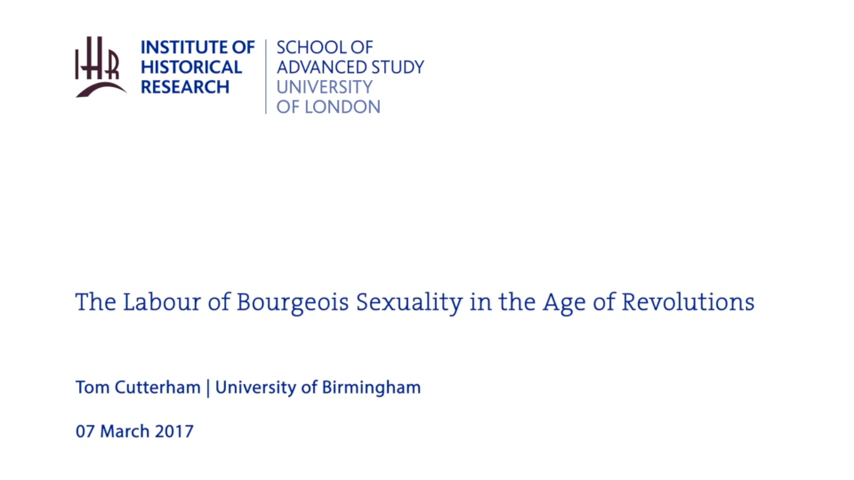 IHR
INSTITUTE OF
HISTORICAL
RESEARCH
SCHOOL OF
ADVANCED STUDY
UNIVERSITY
OF LONDON
The Labour of Bourgeois Sexuality in the Age of Revolutions
Tom Cutterham | University of Birmingham
07 March 2017